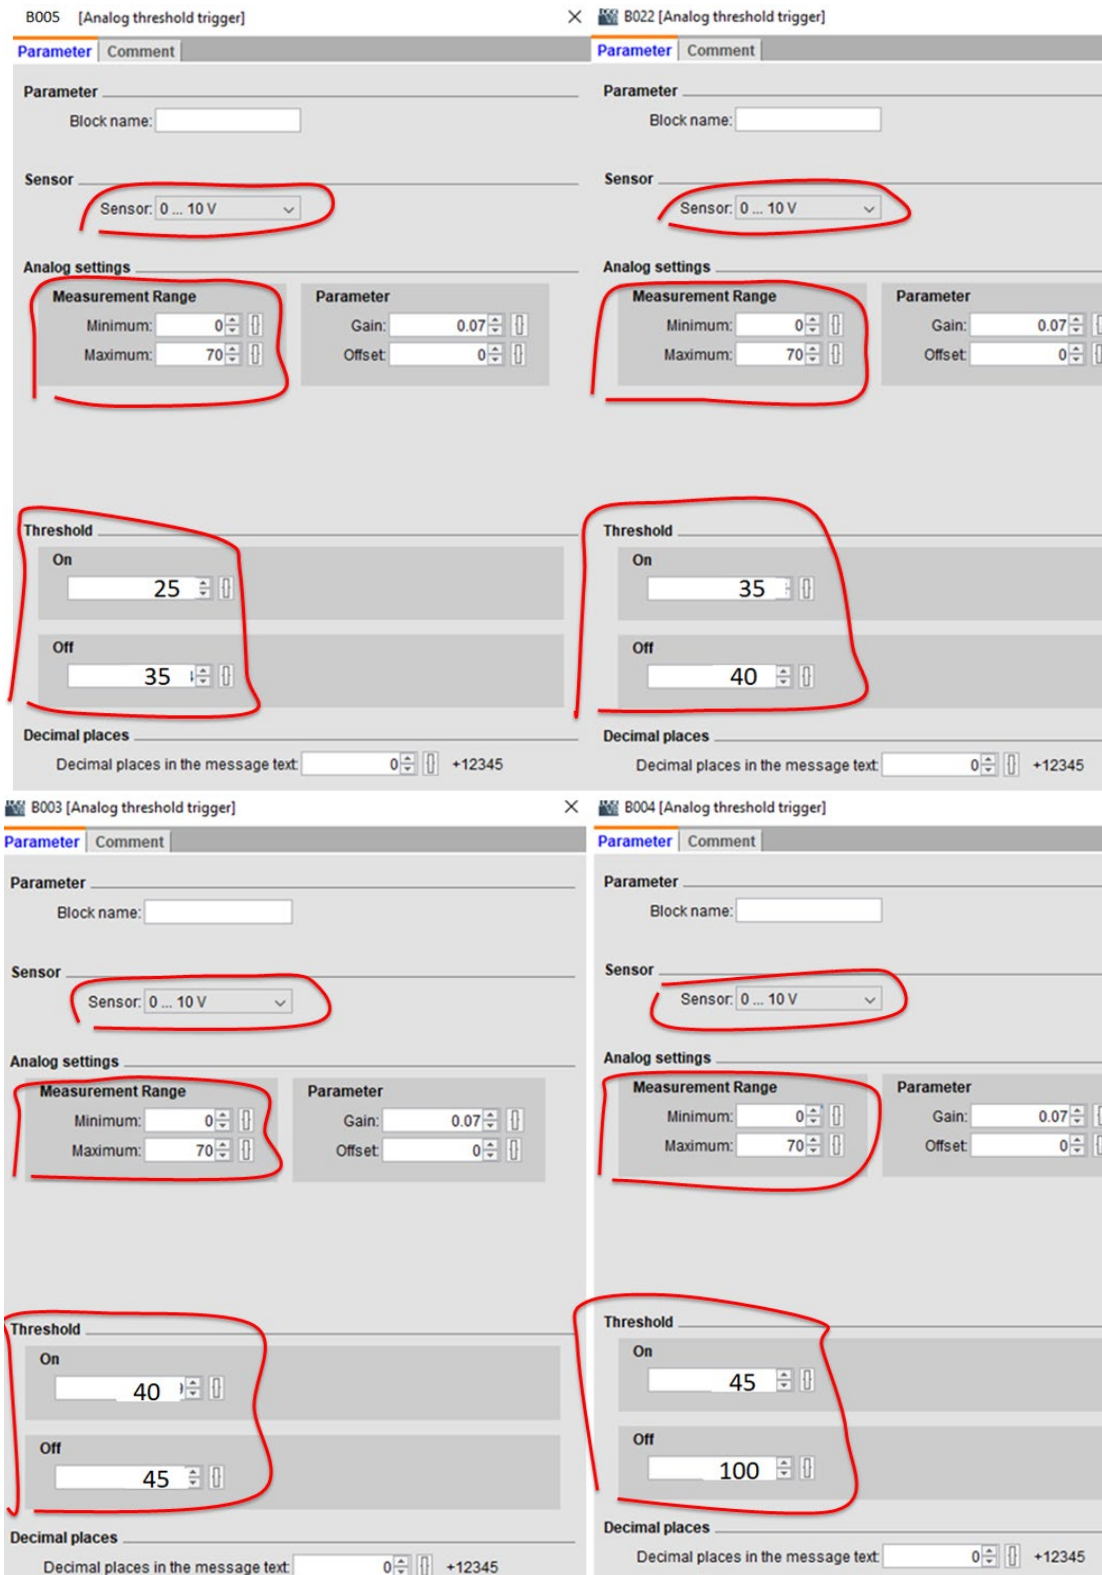 B005 [Analog threshold trigger]
Parameter Comment
Parameter
Block name:
Sensor
Sensor: 0 ... 10 V
Analog settings
Measurement Range Parameter
Minimum: 0 Gain: 0.07
Maximum: 70 Offset: 0
Threshold
On
25
Off
35
Decimal places
Decimal places in the message text: 0 +12345
B022 [Analog threshold trigger]
Parameter Comment
Parameter
Block name:
Sensor
Sensor: 0 ... 10 V
Analog settings
Measurement Range Parameter
Minimum: 0 Gain: 0.07
Maximum: 70 Offset: 0
Threshold
On
35
Off
40
Decimal places
Decimal places in the message text: 0 +12345
B003 [Analog threshold trigger]
Parameter Comment
Parameter
Block name:
Sensor
Sensor: 0 ... 10 V
Analog settings
Measurement Range Parameter
Minimum: 0 Gain: 0.07
Maximum: 70 Offset: 0
Threshold
On
40
Off
45
Decimal places
Decimal places in the message text: 0 +12345
B004 [Analog threshold trigger]
Parameter Comment
Parameter
Block name:
Sensor
Sensor: 0 ... 10 V
Analog settings
Measurement Range Parameter
Minimum: 0 Gain: 0.07
Maximum: 70 Offset: 0
Threshold
On
45
Off
100
Decimal places
Decimal places in the message text: 0 +12345